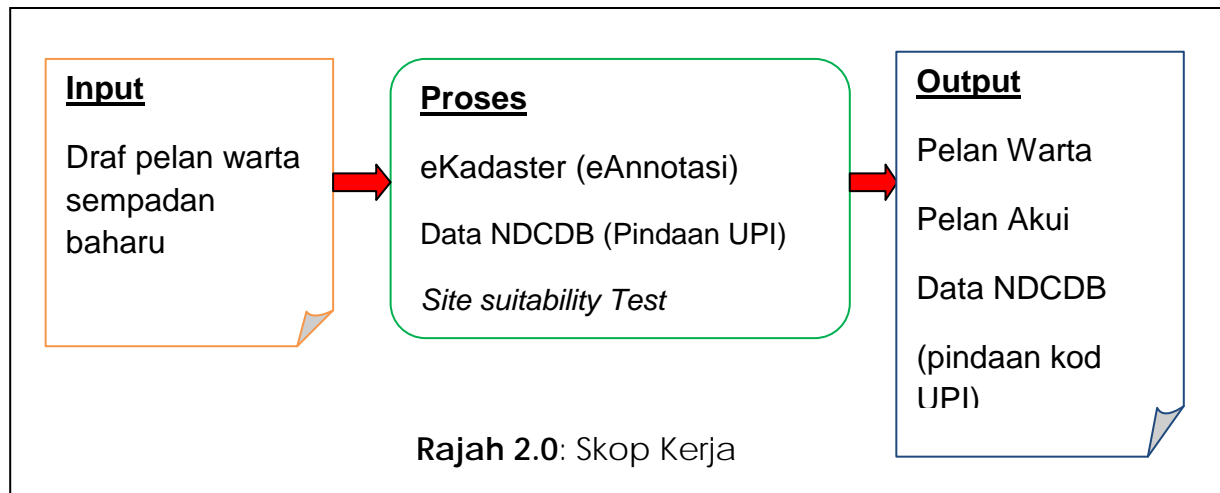 Input
Draf pelan warta
sempadan
baharu
Proses
eKadaster (eAnnotasi)
Data NDCDB (Pindaan UPI)
Site suitability Test
Output
Pelan Warta
Pelan Akui
Data NDCDB
(pindaan kod
UPI)
Rajah 2.0: Skop Kerja